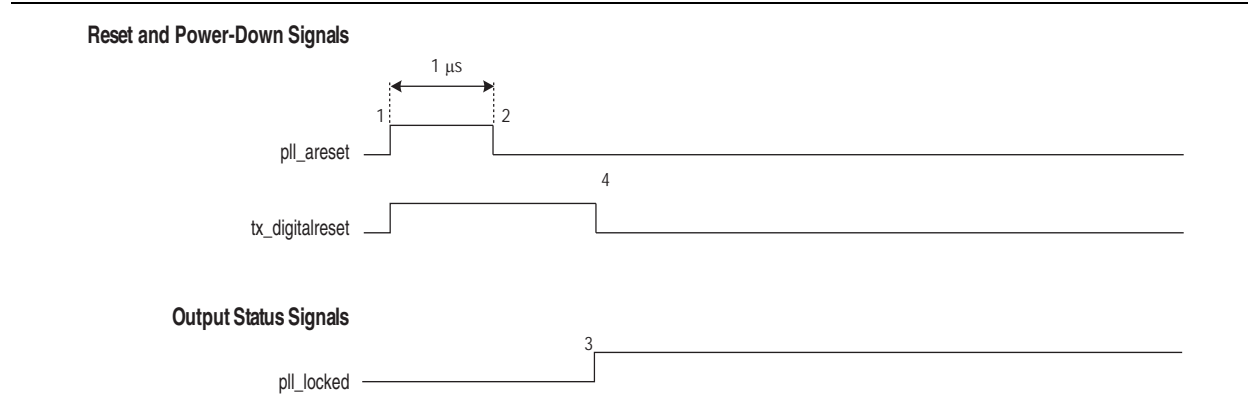 Reset and Power-Down Signals
1 μs
1
2
pll_areset
4
tx_digitalreset
Output Status Signals
3
pll_locked